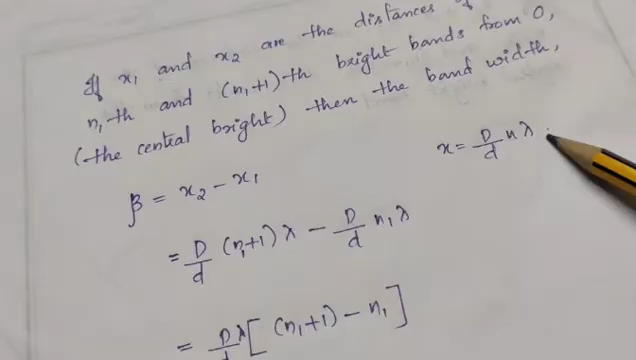 If x₁ and x₂ are the distances of
n₁-th and (n₁+1)-th bright bands from O,
(the central bright) then the band width,
x = D/d nλ
β = x₂ - x₁
= D/d (n₁+1) λ - D/d n₁ λ
= Dλ/d [ (n₁+1) - n₁ ]